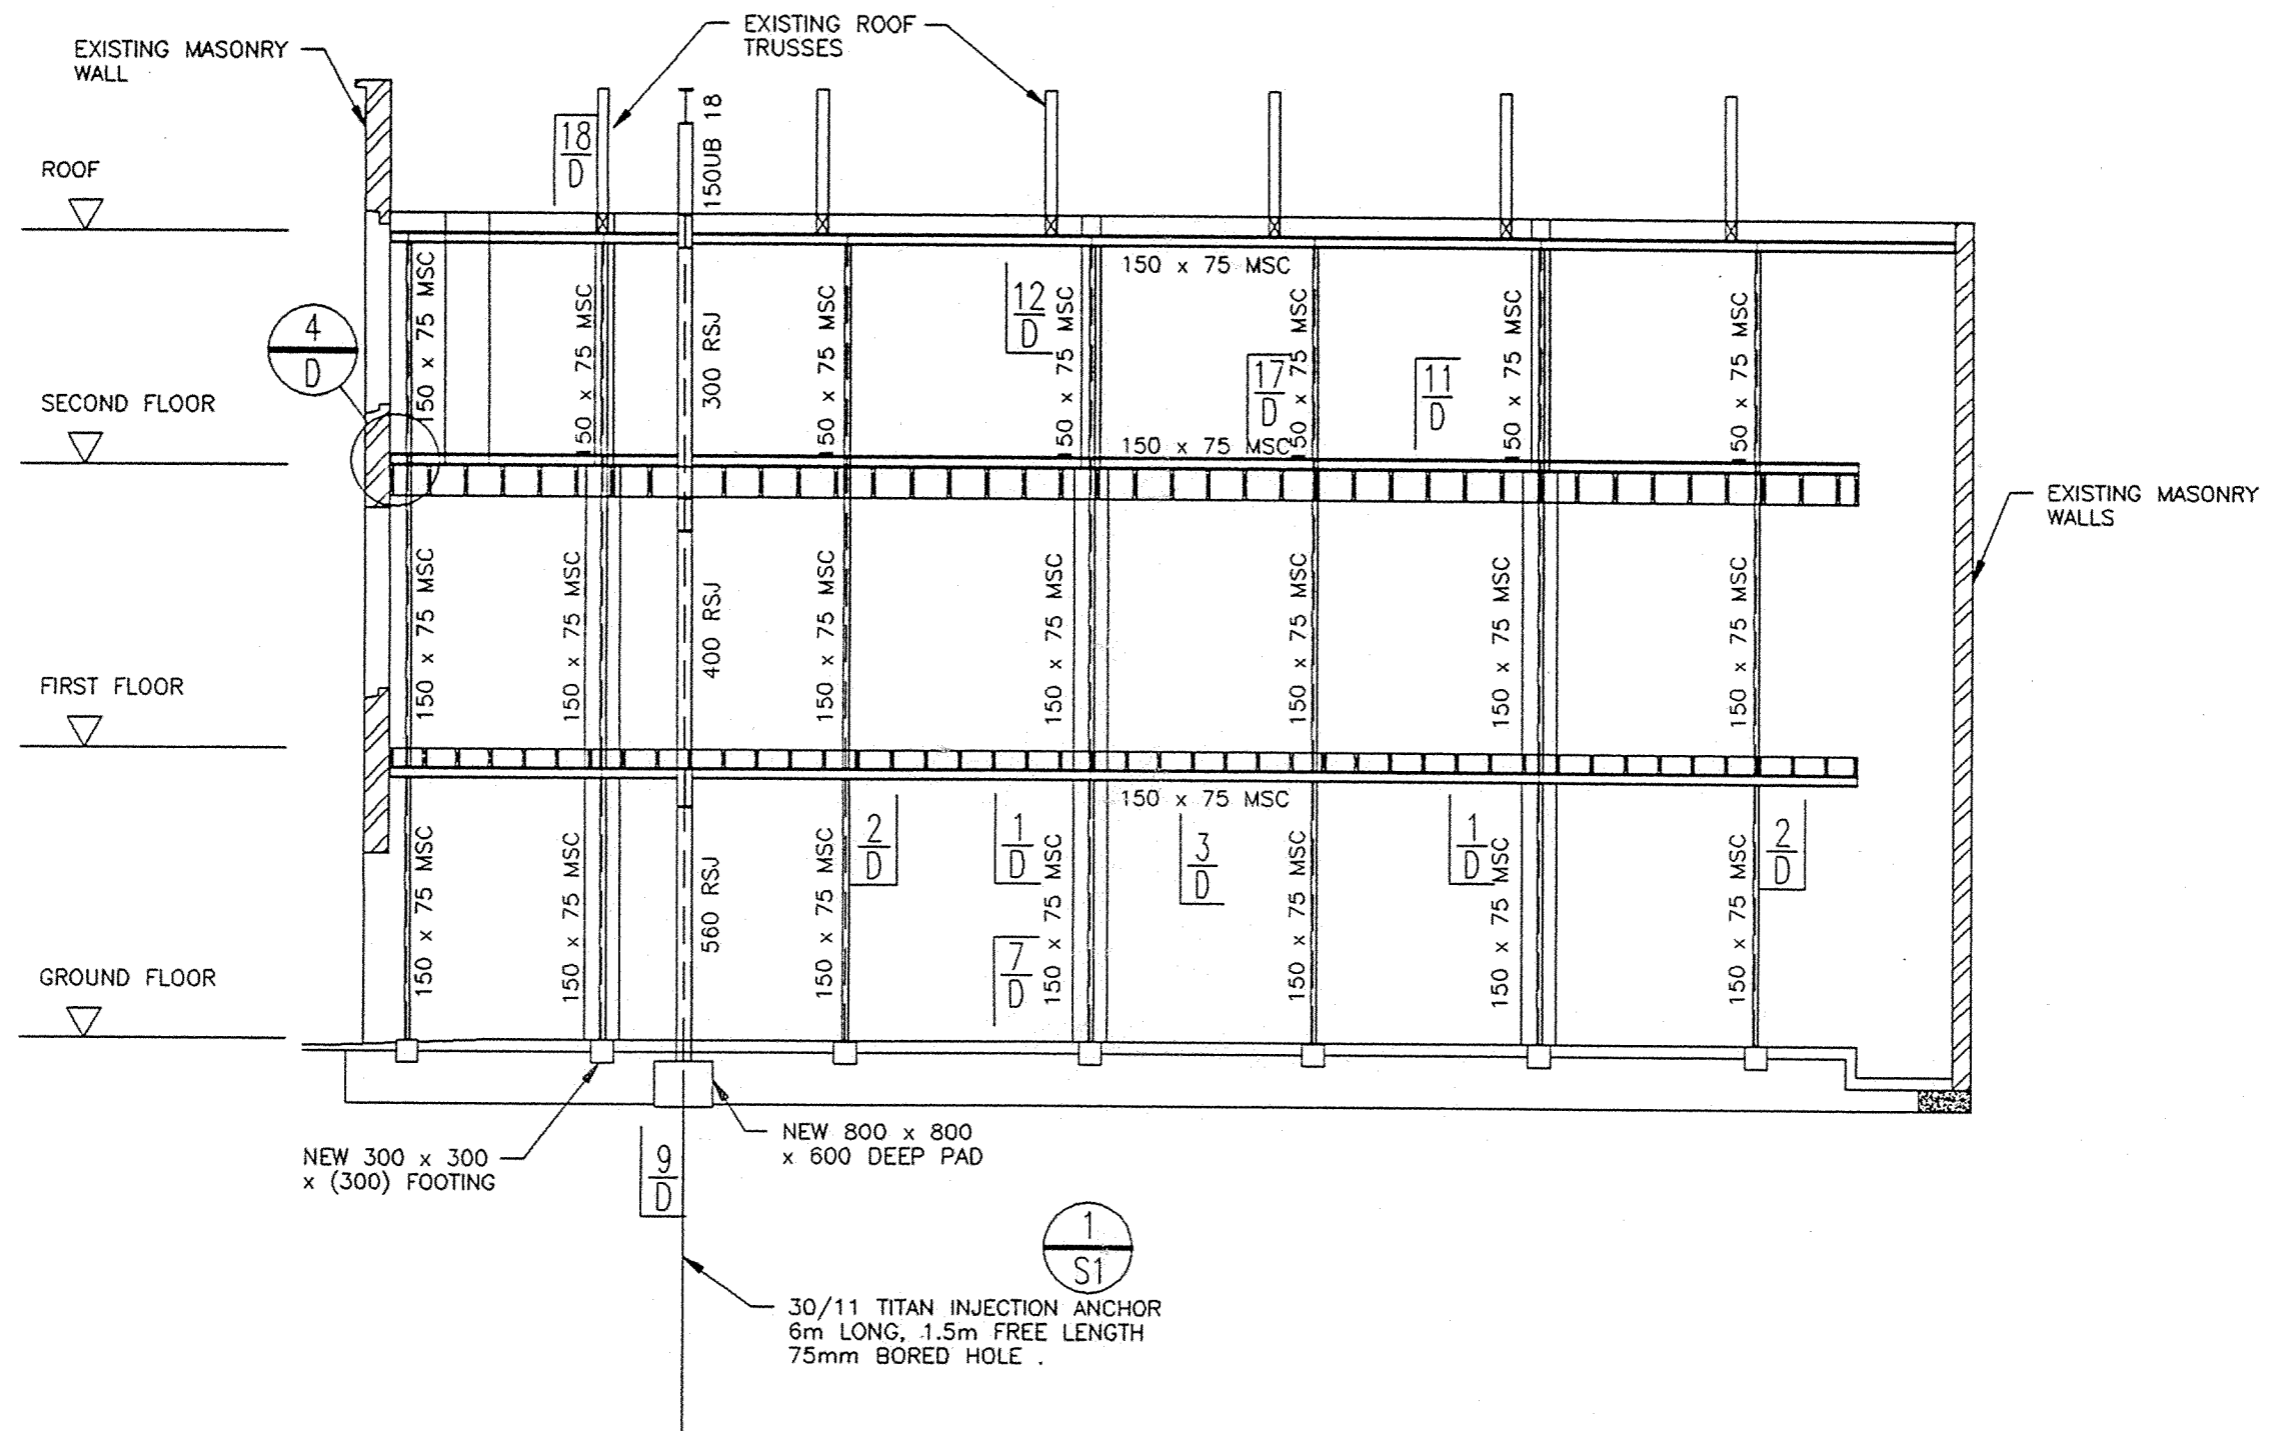 EXISTING ROOF
TRUSSES
EXISTING MASONRY
WALL
18
D
150UB 18
ROOF
150 x 75 MSC
12
D
4
D
150 x 75 MSC
50 x 75 MSC
300 RSJ
50 x 75 MSC
50 x 75 MSC
17
D
50 x 75 MSC
11
D
50 x 75 MSC
50 x 75 MSC
SECOND FLOOR
150 x 75 MSC
EXISTING MASONRY
WALLS
150 x 75 MSC
150 x 75 MSC
400 RSJ
150 x 75 MSC
150 x 75 MSC
150 x 75 MSC
150 x 75 MSC
150 x 75 MSC
FIRST FLOOR
150 x 75 MSC
2
D
1
D
3
D
1
D
2
D
150 x 75 MSC
150 x 75 MSC
560 RSJ
150 x 75 MSC
150 x 75 MSC
150 x 75 MSC
150 x 75 MSC
150 x 75 MSC
7
D
GROUND FLOOR
NEW 300 x 300
x (300) FOOTING
9
D
NEW 800 x 800
x 600 DEEP PAD
1
S1
30/11 TITAN INJECTION ANCHOR
6m LONG, 1.5m FREE LENGTH
75mm BORED HOLE .